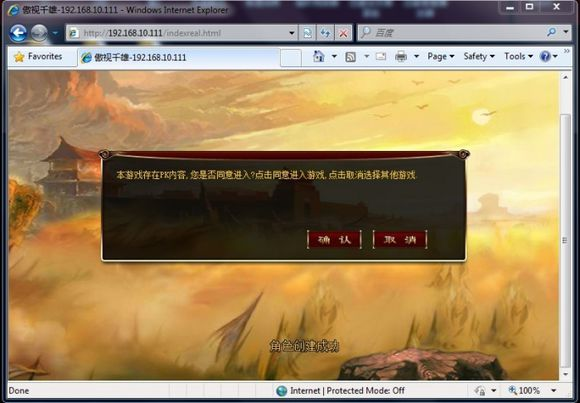 傲视千雄-192.168.10.111 - Windows Internet Explorer
http://192.168.10.111/indexreal.html
百度
Favorites
傲视千雄-192.168.10.111
Page
Safety
Tools
本游戏存在PK内容,您是否同意进入?点击同意进入游戏,点击取消选择其他游戏
确 认
取 消
角色创建成功
Done
Internet | Protected Mode: Off
100%